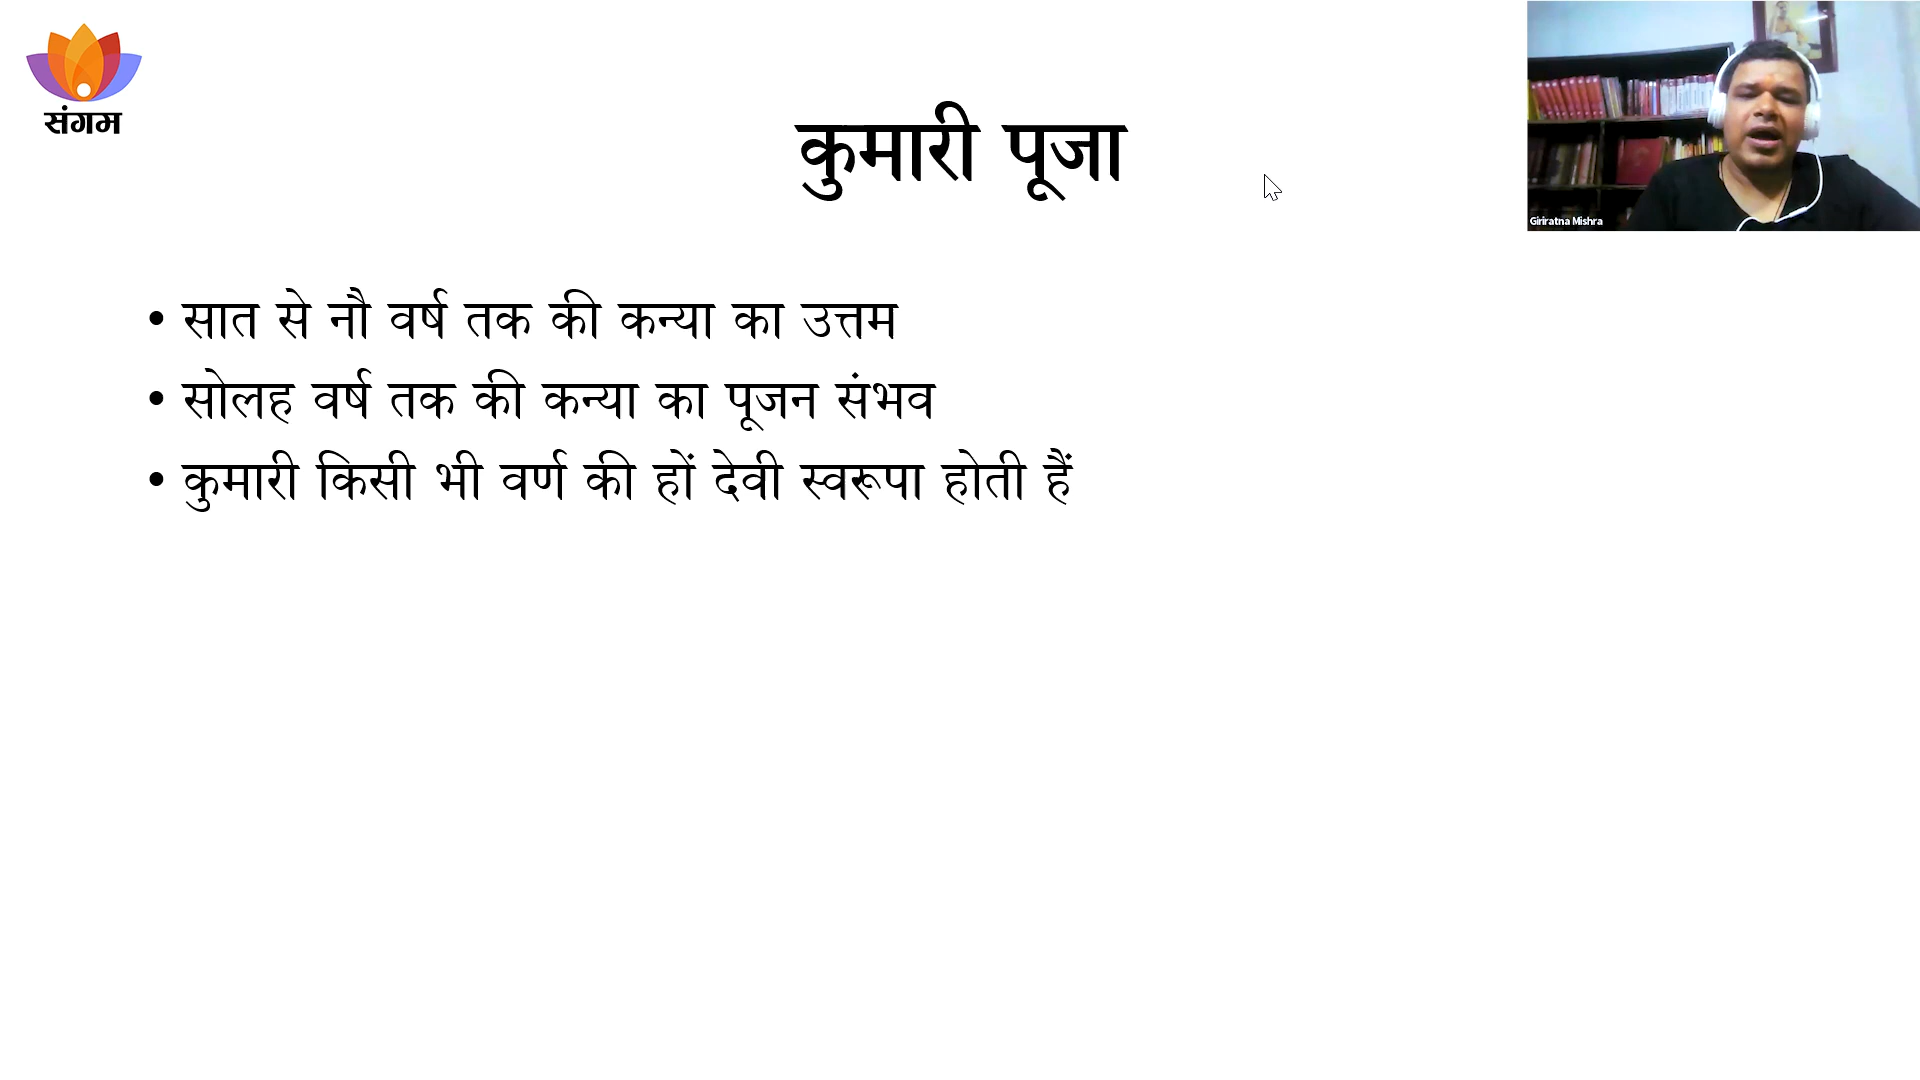 संगम
कुमारी पूजा
Giriratna Mishra
• सात से नौ वर्ष तक की कन्या का उत्तम
• सोलह वर्ष तक की कन्या का पूजन संभव
• कुमारी किसी भी वर्ण की हों देवी स्वरूपा होती हैं